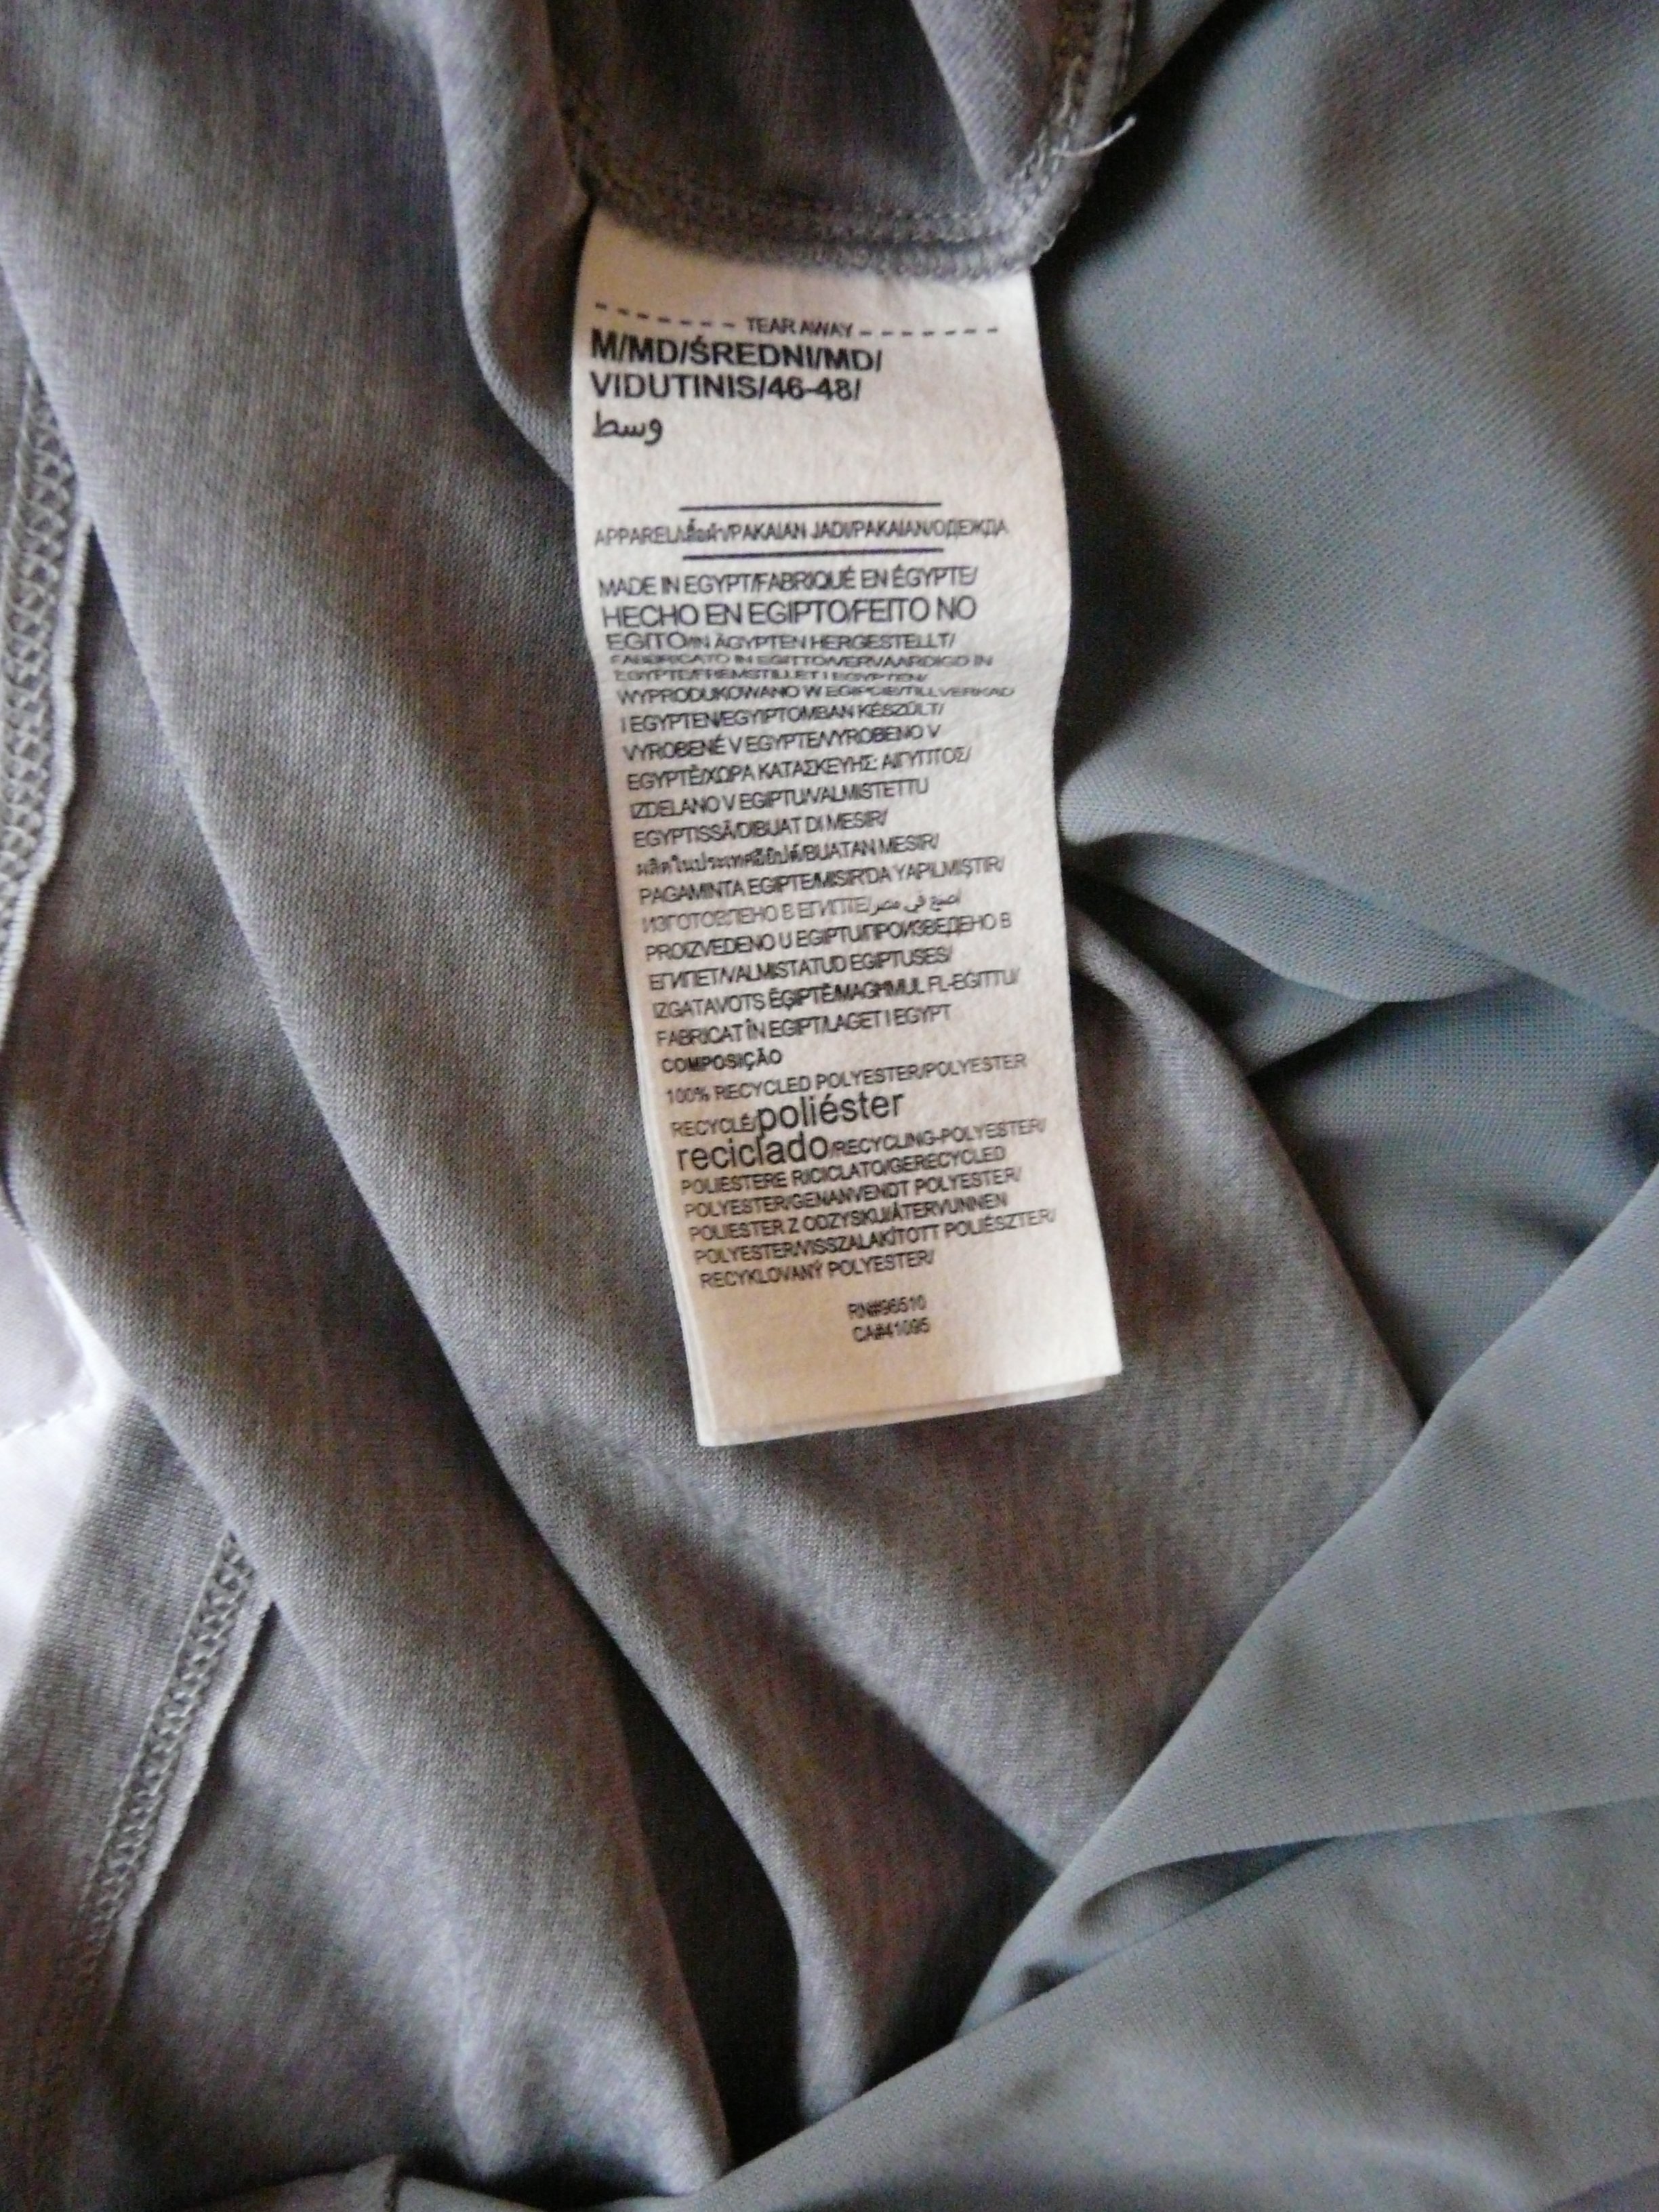 - - - - - - - TEAR AWAY - - - - - - -
M/MD/ŚREDNI/MD/
VIDUTINIS/46-48/
وسط
APPAREL/เสื้อผ้า/PAKAIAN JADI/PAKAIAN/ОДЕЖДА
MADE IN EGYPT/FABRIQUÉ EN ÉGYPTE/
HECHO EN EGIPTO/FEITO NO
EGITO/IN ÄGYPTEN HERGESTELLT/
FABBRICATO IN EGITTO/VERVAARDIGD IN
EGYPTE/FREMSTILLET I EGYPTEN/
WYPRODUKOWANO W EGIPCIE/TILLVERKAD
I EGYPTEN/EGYIPTOMBAN KÉSZÜLT/
VYROBENÉ V EGYPTE/VYROBENO V
EGYPTĚ/ΧΩΡΑ ΚΑΤΑΣΚΕΥΗΣ: ΑΙΓΥΠΤΟΣ/
IZDELANO V EGIPTU/VALMISTETTU
EGYPTISSÄ/DIBUAT DI MESIR/
ผลิตในประเทศอียิปต์/BUATAN MESIR/
PAGAMINTA EGIPTE/MISIR'DA YAPILMIŞTIR/
ИЗГОТОВЛЕНО В ЕГИПТЕ/اصنع في مصر
PROIZVEDENO U EGIPTU/ПРОИЗВЕДЕНО В
ЕГИПЕТ/VALMISTATUD EGIPTUSES/
IZGATAVOTS ĒĢIPTĒ/MAGHMUL FL-EGITTU/
FABRICAT ÎN EGIPT/LAGET I EGYPT
COMPOSIÇÃO
100% RECYCLED POLYESTER/POLYESTER
RECYCLÉ/poliéster
reciclado/RECYCLING-POLYESTER/
POLIESTERE RICICLATO/GERECYCLED
POLYESTER/GENANVENDT POLYESTER/
POLIESTER Z ODZYSKU/ÅTERVUNNEN
POLYESTER/VISSZALAKÍTOTT POLIÉSZTER/
RECYKLOVANÝ POLYESTER/
RN#96510
CA#41095